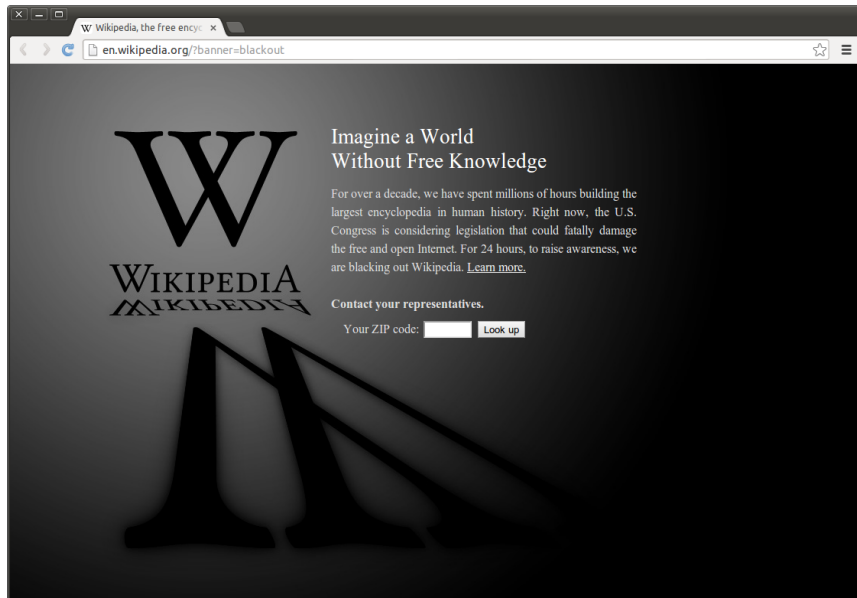 Wikipedia, the free encyc
en.wikipedia.org/?banner=blackout
W
WIKIPEDIA
Imagine a World
Without Free Knowledge
For over a decade, we have spent millions of hours building the
largest encyclopedia in human history. Right now, the U.S.
Congress is considering legislation that could fatally damage
the free and open Internet. For 24 hours, to raise awareness, we
are blacking out Wikipedia. Learn more.
Contact your representatives.
Your ZIP code: Look up